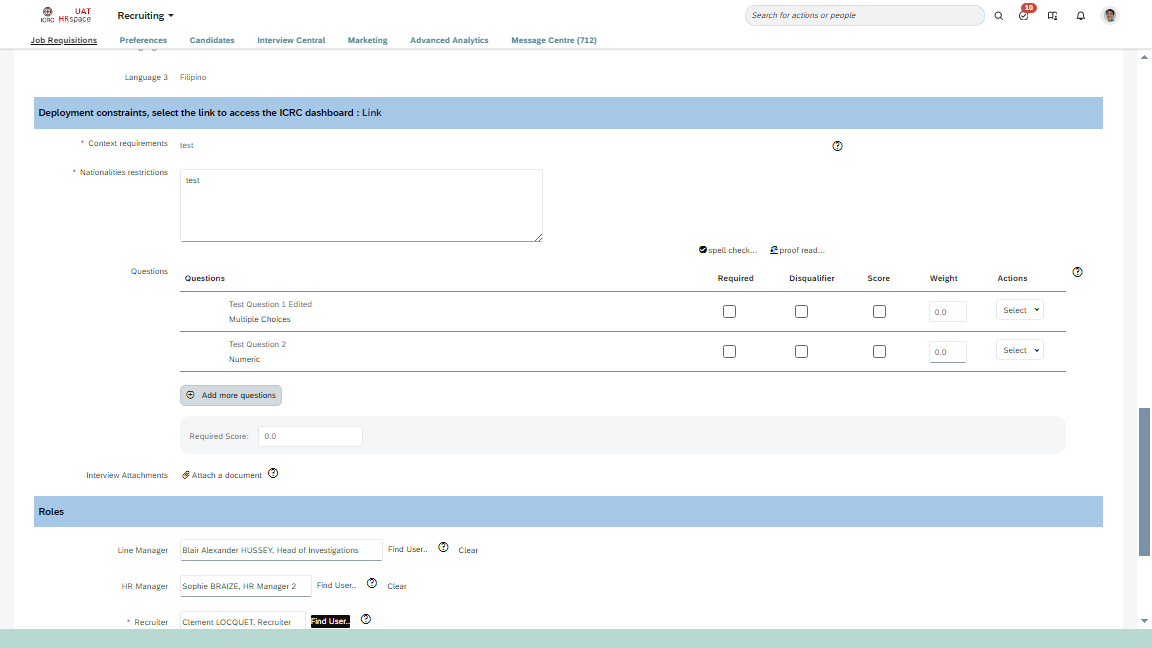 ICRC UAT HRspace
Recruiting
Search for actions or people
10
Job Requisitions Preferences Candidates Interview Central Marketing Advanced Analytics Message Centre (712)
Language 3 Filipino
Deployment constraints, select the link to access the ICRC dashboard : Link
* Context requirements test
* Nationalities restrictions test
spell check... proof read...
Questions Questions Required Disqualifier Score Weight Actions
Test Question 1 Edited
Multiple Choices 0.0 Select
Test Question 2
Numeric 0.0 Select
Add more questions
Required Score: 0.0
Interview Attachments Attach a document
Roles
Line Manager Blair Alexander HUSSEY, Head of Investigations Find User.. Clear
HR Manager Sophie BRAIZE, HR Manager 2 Find User.. Clear
* Recruiter Clement LOCQUET, Recruiter Find User..